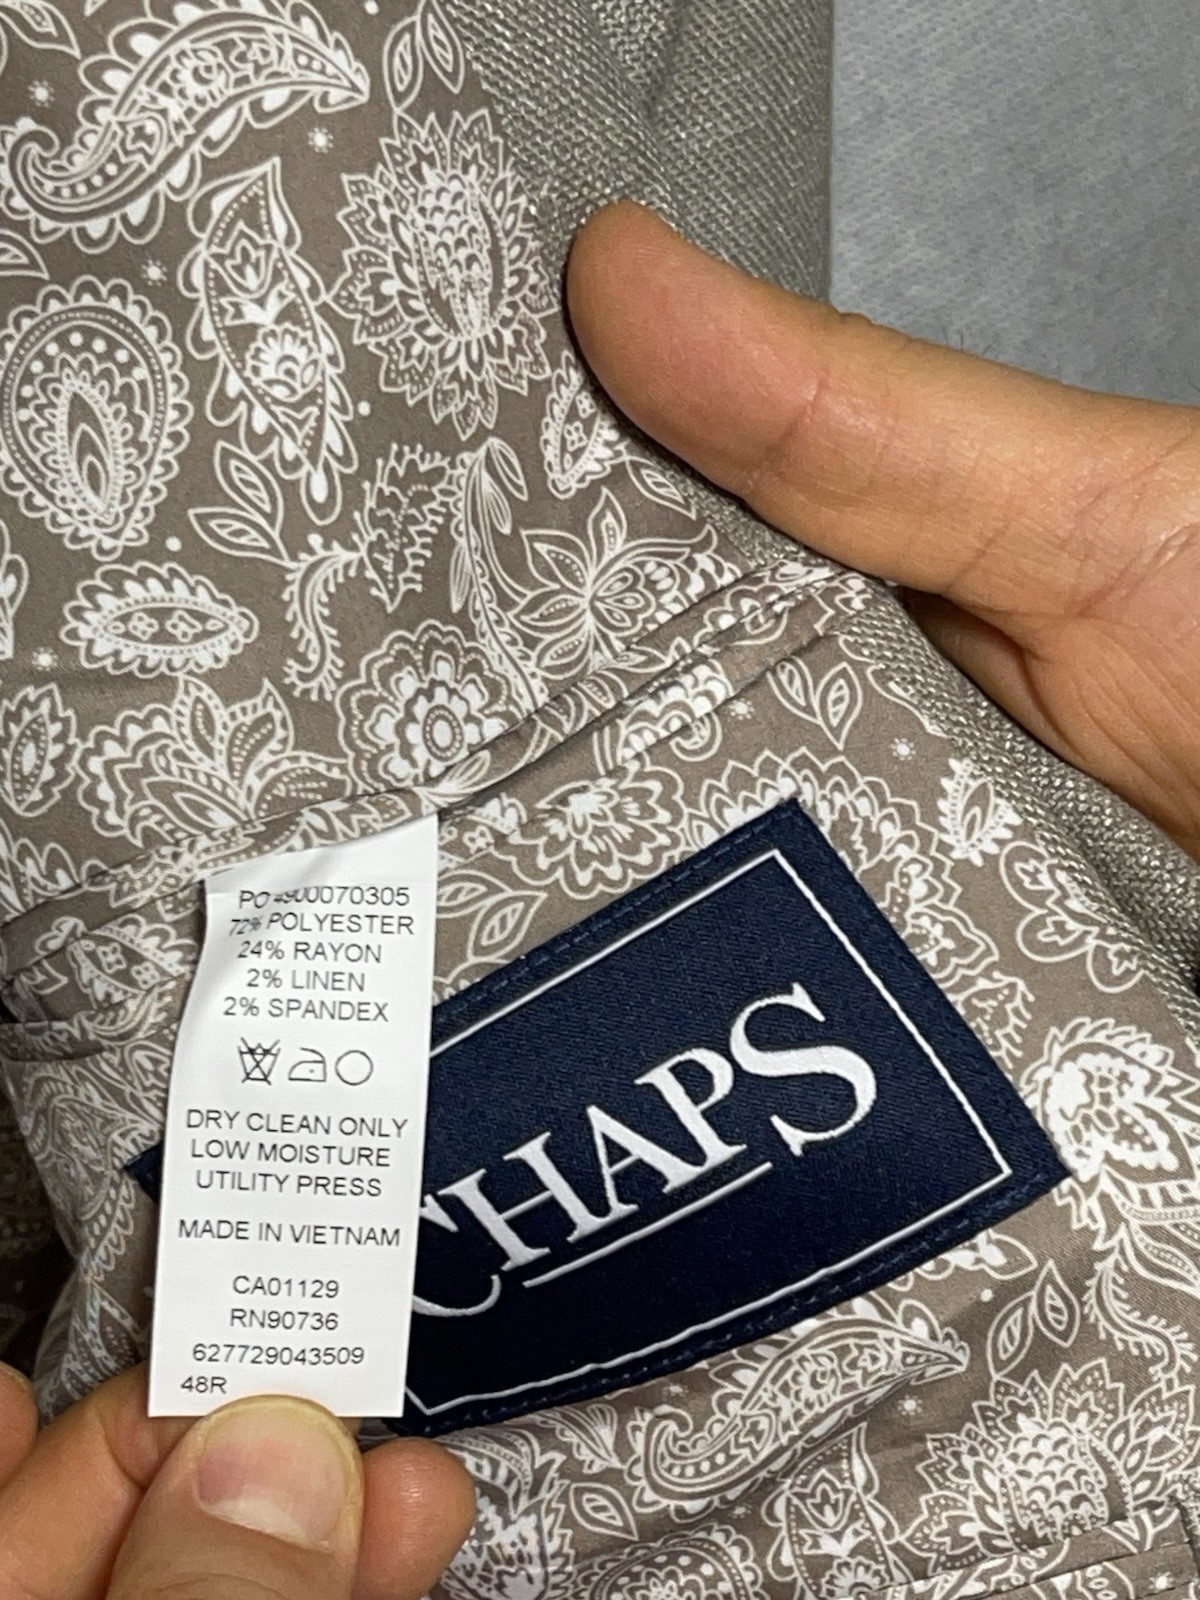 PO 4900070305
72% POLYESTER
24% RAYON
2% LINEN
2% SPANDEX
DRY CLEAN ONLY
LOW MOISTURE
UTILITY PRESS
MADE IN VIETNAM
CA01129
RN90736
627729043509
48R
CHAPS